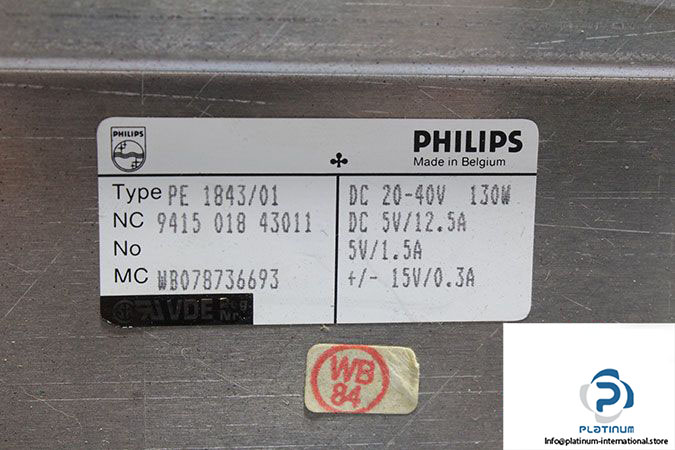 PHILIPS
PHILIPS
Made in Belgium
Type PE 1843/01
NC 9415 018 43011
No
MC WB078736693
DC 20-40V 130W
DC 5V/12.5A
5V/1.5A
+/- 15V/0.3A
VDE Reg. Nr.
WB
84
PLATINUM
Info@platinum-international.store